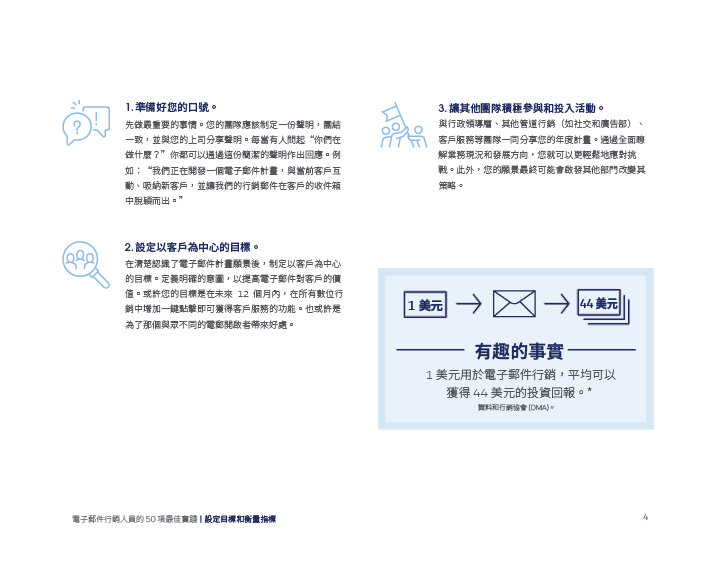 1. 準備好您的口號。
先做最重要的事情。您的團隊應該制定一份聲明，團結
一致，並與您的上司分享聲明。每當有人問起“你們在
做什麼？”你都可以通過這份簡潔的聲明作出回應。例
如：“我們正在開發一個電子郵件計畫，與當前客戶互
動、吸納新客戶，並讓我們的行銷郵件在客戶的收件箱
中脫穎而出。”
2. 設定以客戶為中心的目標。
在清楚認識了電子郵件計畫願景後，制定以客戶為中心
的目標。定義明確的意圖，以提高電子郵件對客戶的價
值。或許您的目標是在未來 12 個月內，在所有數位行
銷中增加一鍵點擊即可獲得客戶服務的功能。也或許是
為了那個與眾不同的電郵開啟者帶來好處。
3. 讓其他團隊積極參與和投入活動。
與行政領導層、其他管道行銷（如社交和廣告部）、
客戶服務等團隊一同分享您的年度計畫。通過全面瞭
解業務現況和發展方向，您就可以更輕鬆地應對挑
戰。此外，您的願景最終可能會啟發其他部門改變其
策略。
1 美元
44 美元
有趣的事實
1 美元用於電子郵件行銷，平均可以
獲得 44 美元的投資回報。*
資料和行銷協會 (DMA)。
電子郵件行銷人員的 50 項最佳實踐 | 設定目標和衡量指標
4